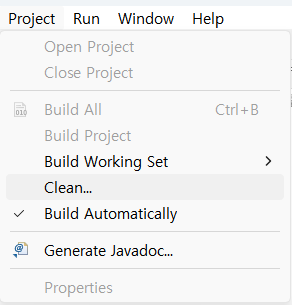 Project Run Window Help
Open Project
Close Project
Build All Ctrl+B
Build Project
Build Working Set
Clean...
Build Automatically
Generate Javadoc...
Properties